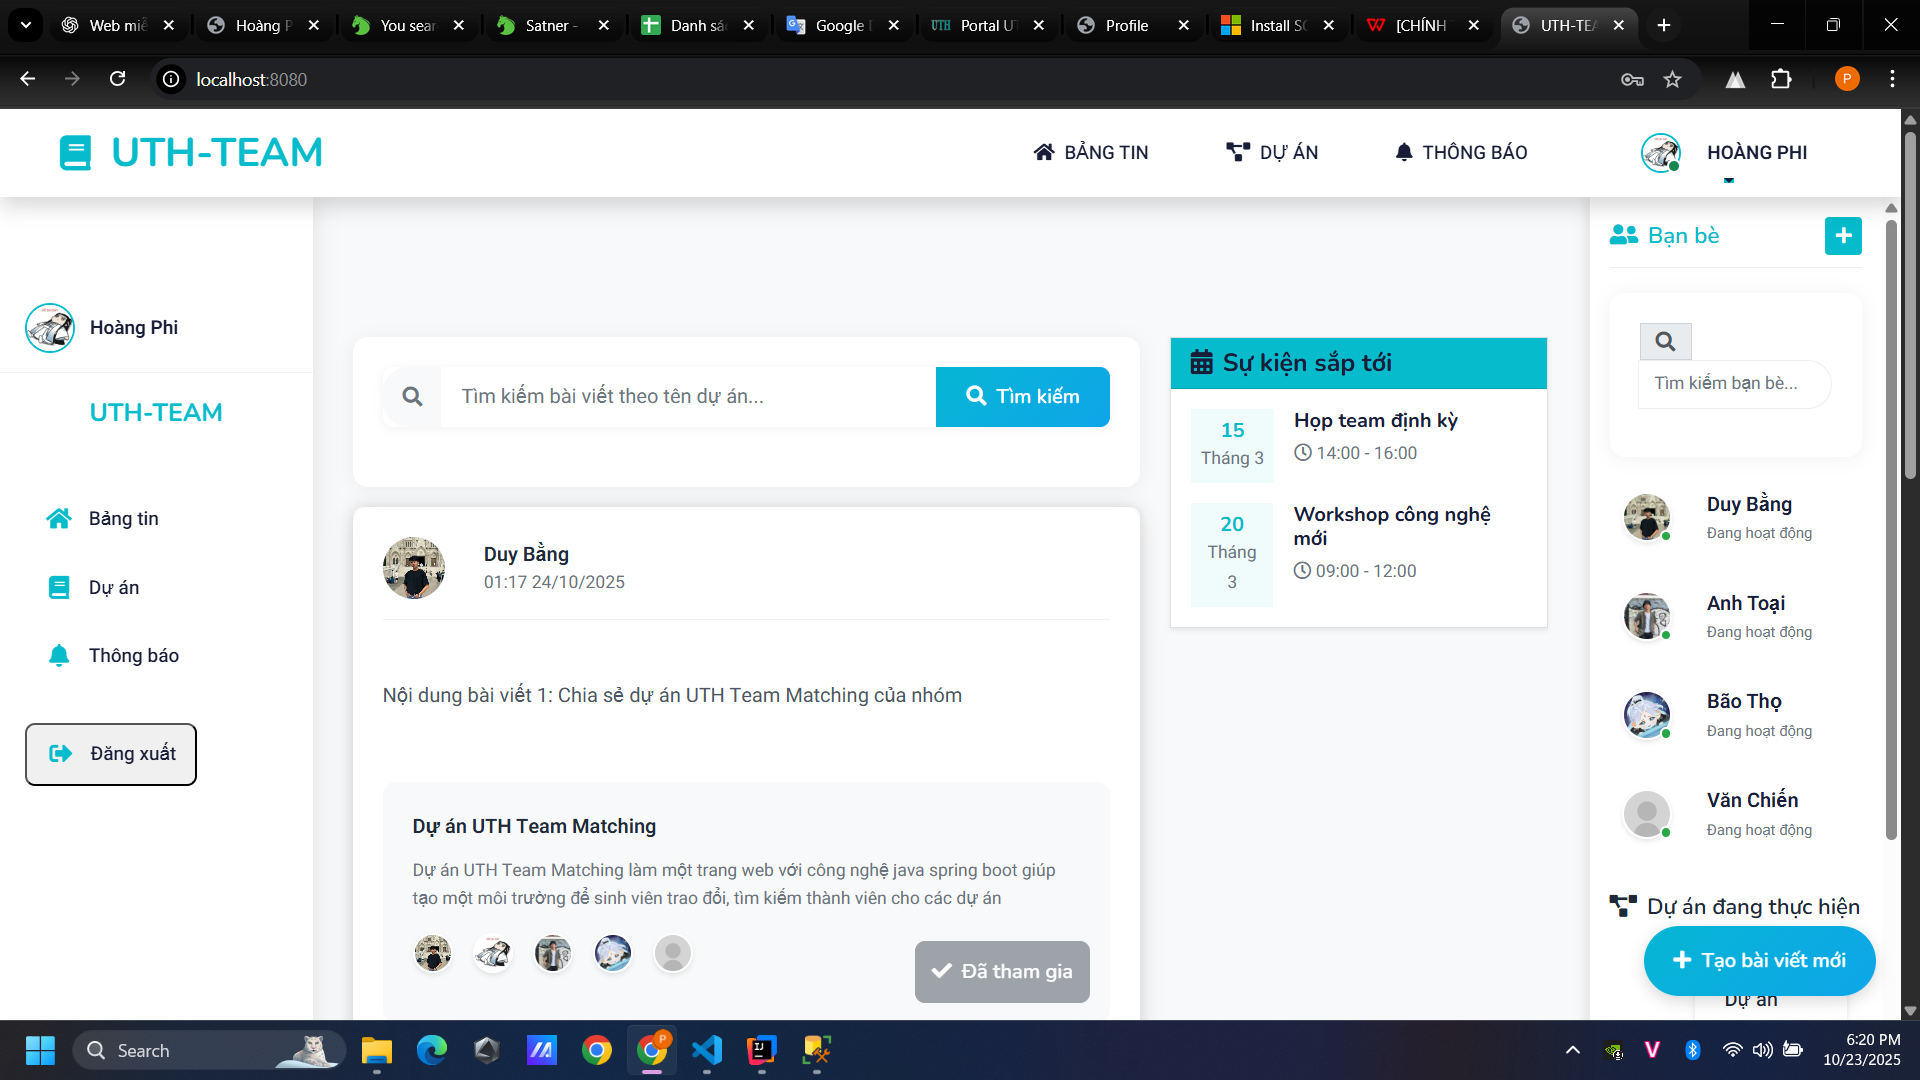 Web miễ
Hoàng P
You sear
Satner -
Danh sá
Google D
UTH Portal UT
Profile
Install SQ
[CHÍNH
UTH-TEA
localhost:8080
P
UTH-TEAM
BẢNG TIN
DỰ ÁN
THÔNG BÁO
HOÀNG PHI
Hoàng Phi
UTH-TEAM
Bảng tin
Dự án
Thông báo
Đăng xuất
Tìm kiếm bài viết theo tên dự án...
Tìm kiếm
Duy Bằng
01:17 24/10/2025
Nội dung bài viết 1: Chia sẻ dự án UTH Team Matching của nhóm
Dự án UTH Team Matching
Dự án UTH Team Matching làm một trang web với công nghệ java spring boot giúp
tạo một môi trường để sinh viên trao đổi, tìm kiếm thành viên cho các dự án
Đã tham gia
Sự kiện sắp tới
15
Tháng 3
Họp team định kỳ
14:00 - 16:00
20
Tháng
3
Workshop công nghệ
mới
09:00 - 12:00
Bạn bè
Tìm kiếm bạn bè...
Duy Bằng
Đang hoạt động
Anh Toại
Đang hoạt động
Bão Thọ
Đang hoạt động
Văn Chiến
Đang hoạt động
Dự án đang thực hiện
Tạo bài viết mới
Dự án
Search
6:20 PM
10/23/2025